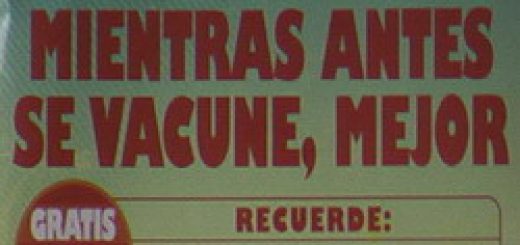 MIENTRAS ANTES
SE VACUNE, MEJOR
GRATIS
RECUERDE: